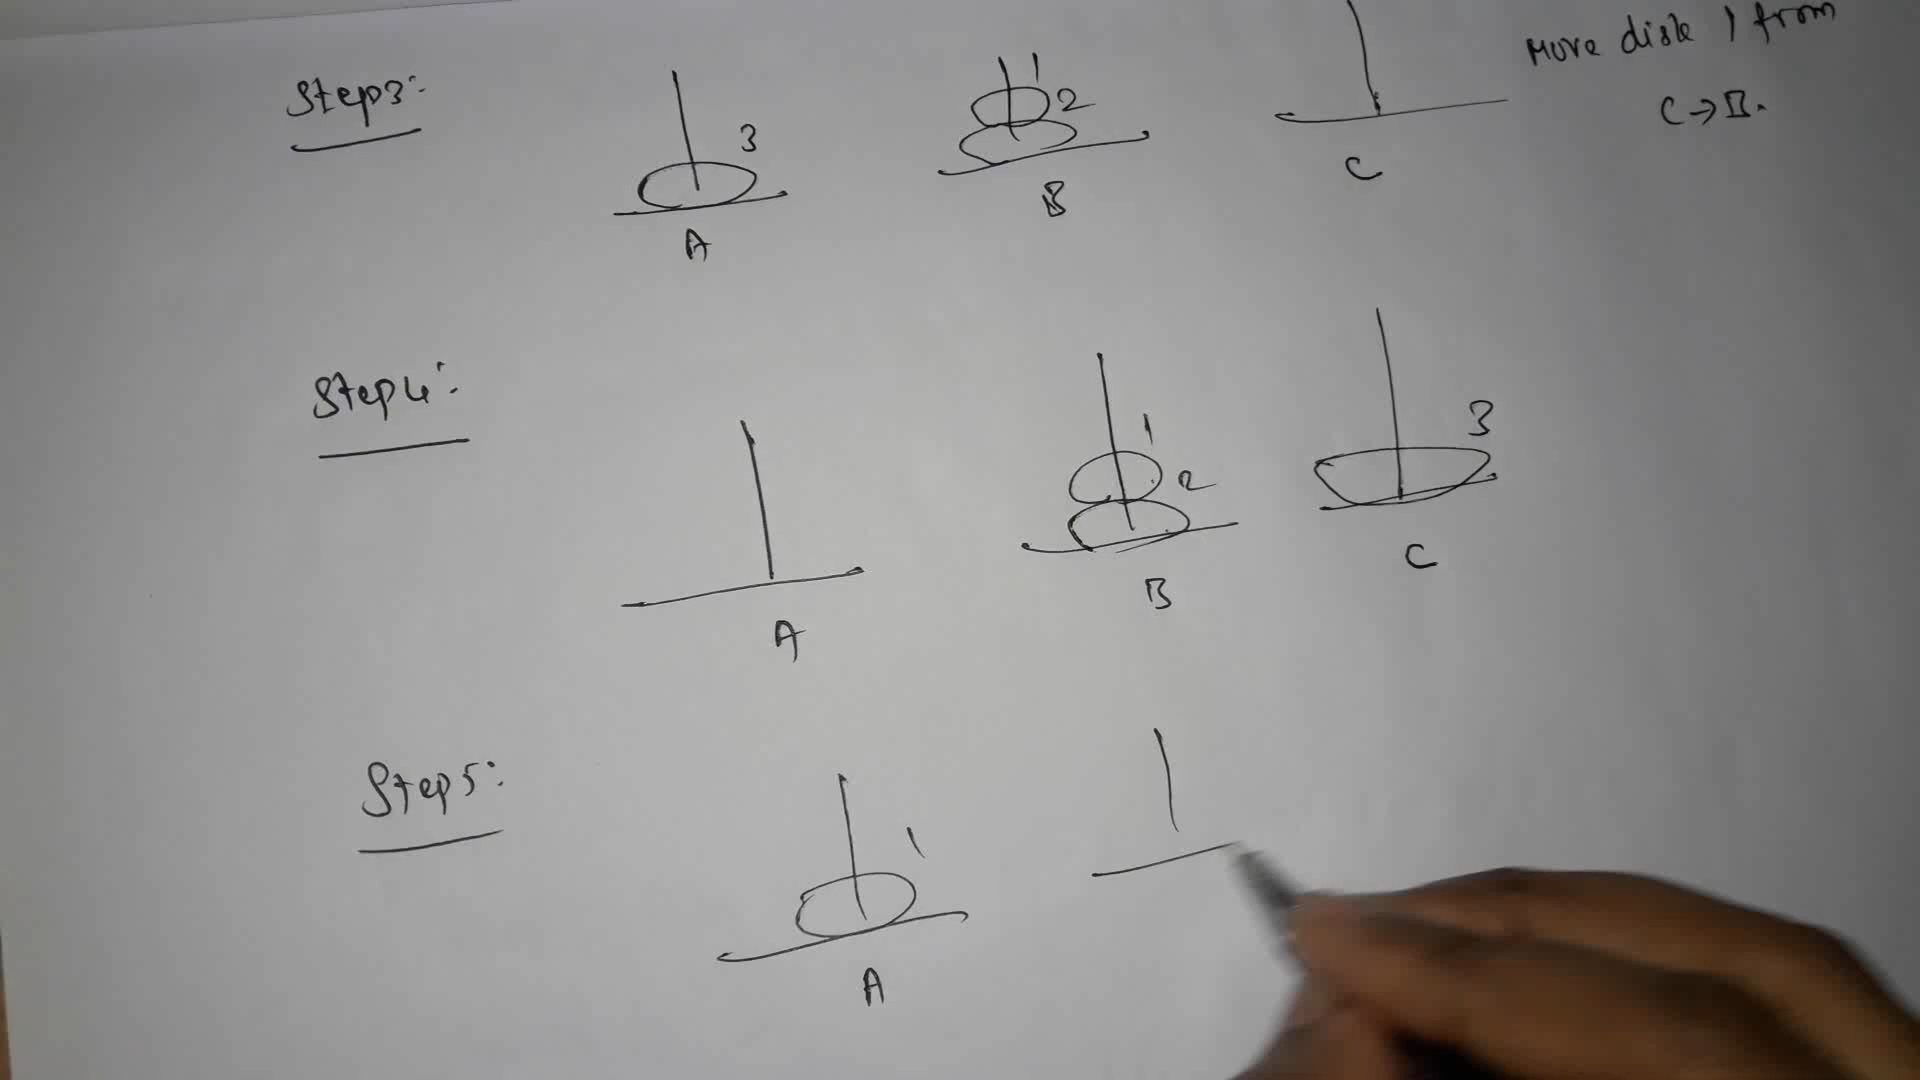 Step3:
3
1
2
Move disk 1 from
C→B.
A
B
C
Step4:
1
2
3
A
B
C
Step5:
1
A